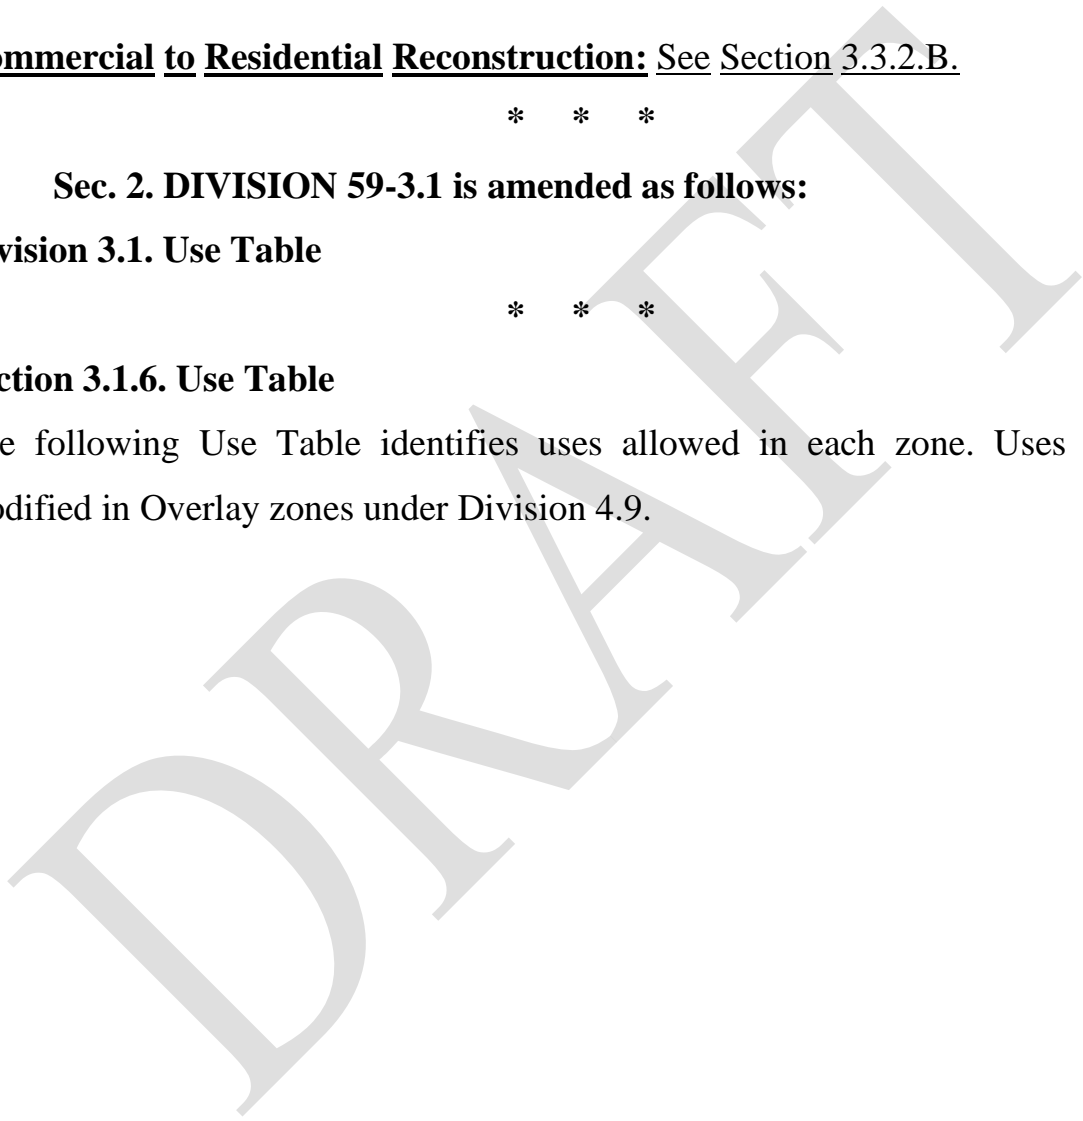 ommercial to Residential Reconstruction: See Section 3.3.2.B.
* * *
Sec. 2. DIVISION 59-3.1 is amended as follows:
vision 3.1. Use Table
* * *
ction 3.1.6. Use Table
e following Use Table identifies uses allowed in each zone. Uses
odified in Overlay zones under Division 4.9.
DRAFT